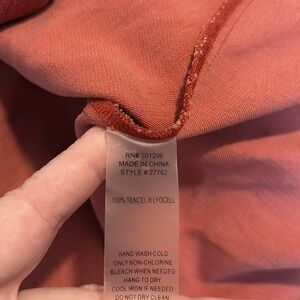 RN# 101206
MADE IN CHINA
STYLE # 27762
100% TENCEL ® LYOCELL
HAND WASH COLD
ONLY NON-CHLORINE
BLEACH WHEN NEEDED
HANG TO DRY
COOL IRON IF NEEDED
DO NOT DRY CLEAN